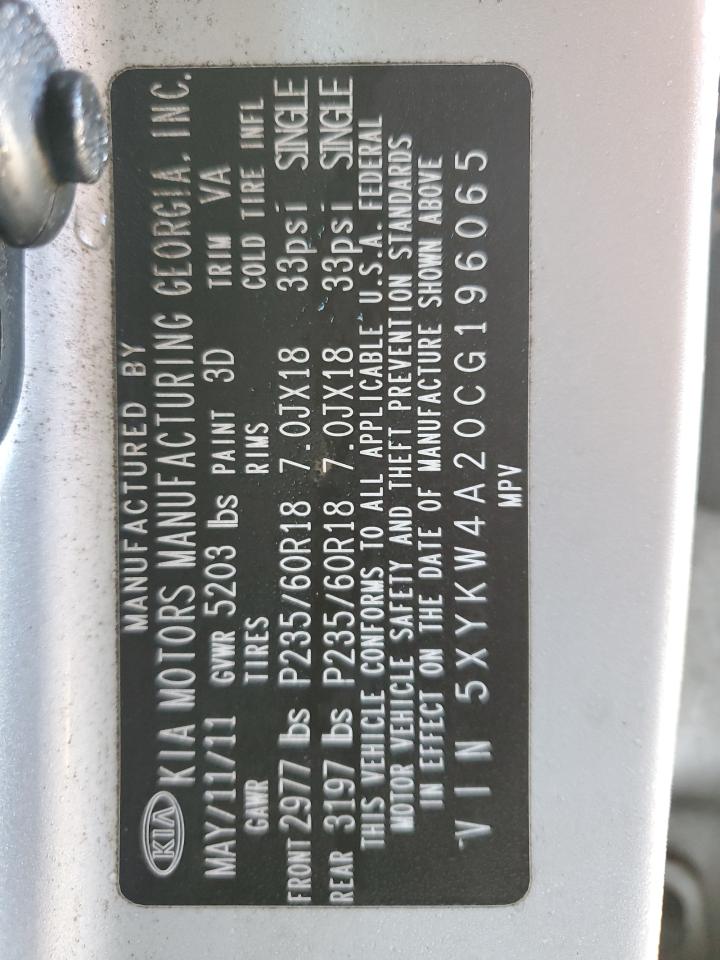 MANUFACTURED BY
KIA KIA MOTORS MANUFACTURING GEORGIA, INC.
MAY/11/11 GVWR 5203 lbs PAINT 3D TRIM VA
GAWR TIRES RIMS COLD TIRE INFL
FRONT 2977 lbs P235/60R18 7.0JX18 33psi SINGLE
REAR 3197 lbs P235/60R18 7.0JX18 33psi SINGLE
THIS VEHICLE CONFORMS TO ALL APPLICABLE U.S.A. FEDERAL
MOTOR VEHICLE SAFETY AND THEFT PREVENTION STANDARDS
IN EFFECT ON THE DATE OF MANUFACTURE SHOWN ABOVE
VIN 5XYKW4A20CG196065
MPV